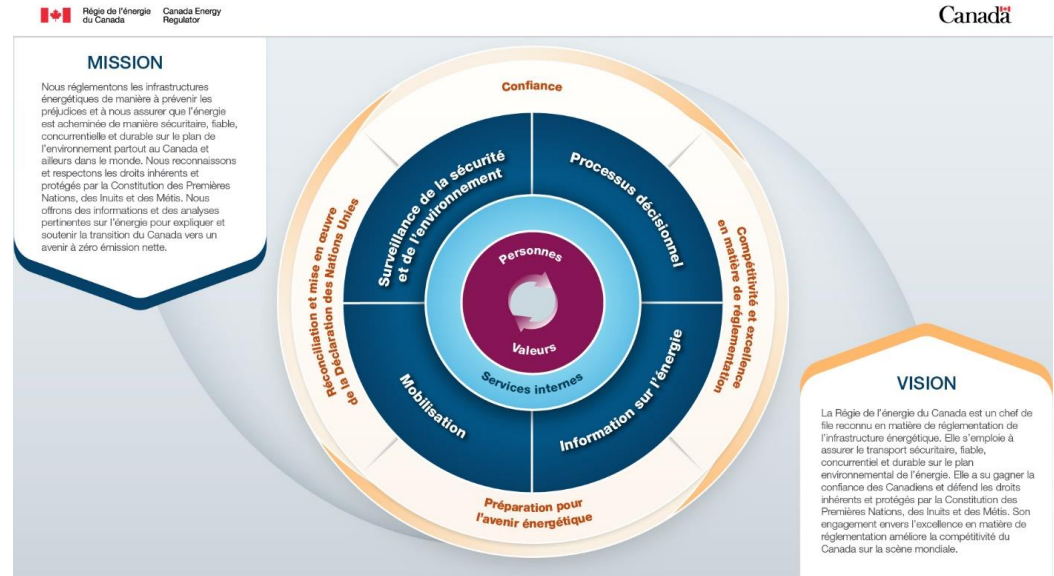 Régie de l'énergie
du Canada
Canada Energy
Regulator
Canada
MISSION
Nous réglementons les infrastructures
énergétiques de manière à prévenir les
préjudices et à nous assurer que l'énergie
est acheminée de manière sécuritaire, fiable,
concurrentielle et durable sur le plan de
l'environnement partout au Canada et
ailleurs dans le monde. Nous reconnaissons
et respectons les droits inhérents et
protégés par la Constitution des Premières
Nations, des Inuits et des Métis. Nous
offrons des informations et des analyses
pertinentes sur l'énergie pour expliquer et
soutenir la transition du Canada vers un
avenir à zéro émission nette.
Confiance
Surveillance de la sécurité
et de l'environnement
Processus décisionnel
Réconciliation et mise en œuvre
de la Déclaration des Nations Unies
Compétitivité et excellence
en matière de réglementation
Personnes
Valeurs
Services internes
Mobilisation
Information sur l'énergie
Préparation pour
l'avenir énergétique
VISION
La Régie de l'énergie du Canada est un chef de
file reconnu en matière de réglementation de
l'infrastructure énergétique. Elle s'emploie à
assurer le transport sécuritaire, fiable,
concurrentiel et durable sur le plan
environnemental de l'énergie. Elle a su gagner la
confiance des Canadiens et défend les droits
inhérents et protégés par la Constitution des
Premières Nations, des Inuits et des Métis. Son
engagement envers l'excellence en matière de
réglementation améliore la compétitivité du
Canada sur la scène mondiale.